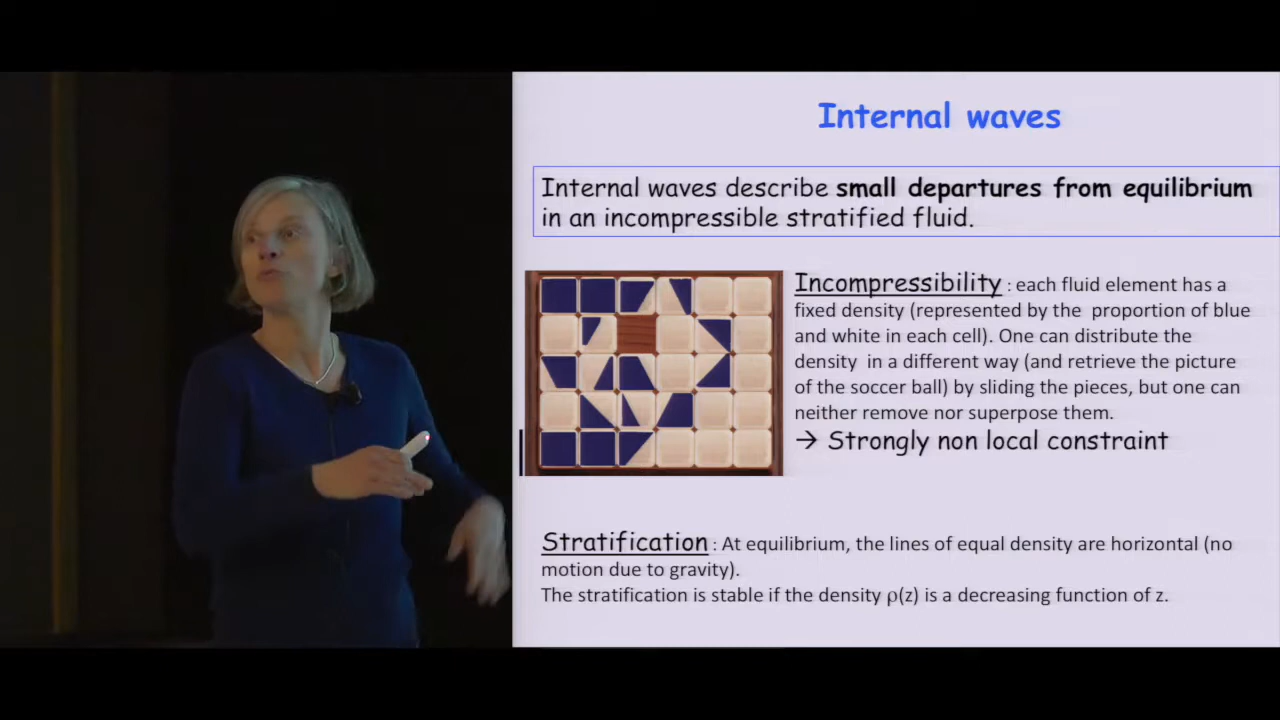 Internal waves
Internal waves describe small departures from equilibrium
in an incompressible stratified fluid.
Incompressibility : each fluid element has a
fixed density (represented by the proportion of blue
and white in each cell). One can distribute the
density in a different way (and retrieve the picture
of the soccer ball) by sliding the pieces, but one can
neither remove nor superpose them.
→ Strongly non local constraint
Stratification : At equilibrium, the lines of equal density are horizontal (no
motion due to gravity).
The stratification is stable if the density ρ(z) is a decreasing function of z.